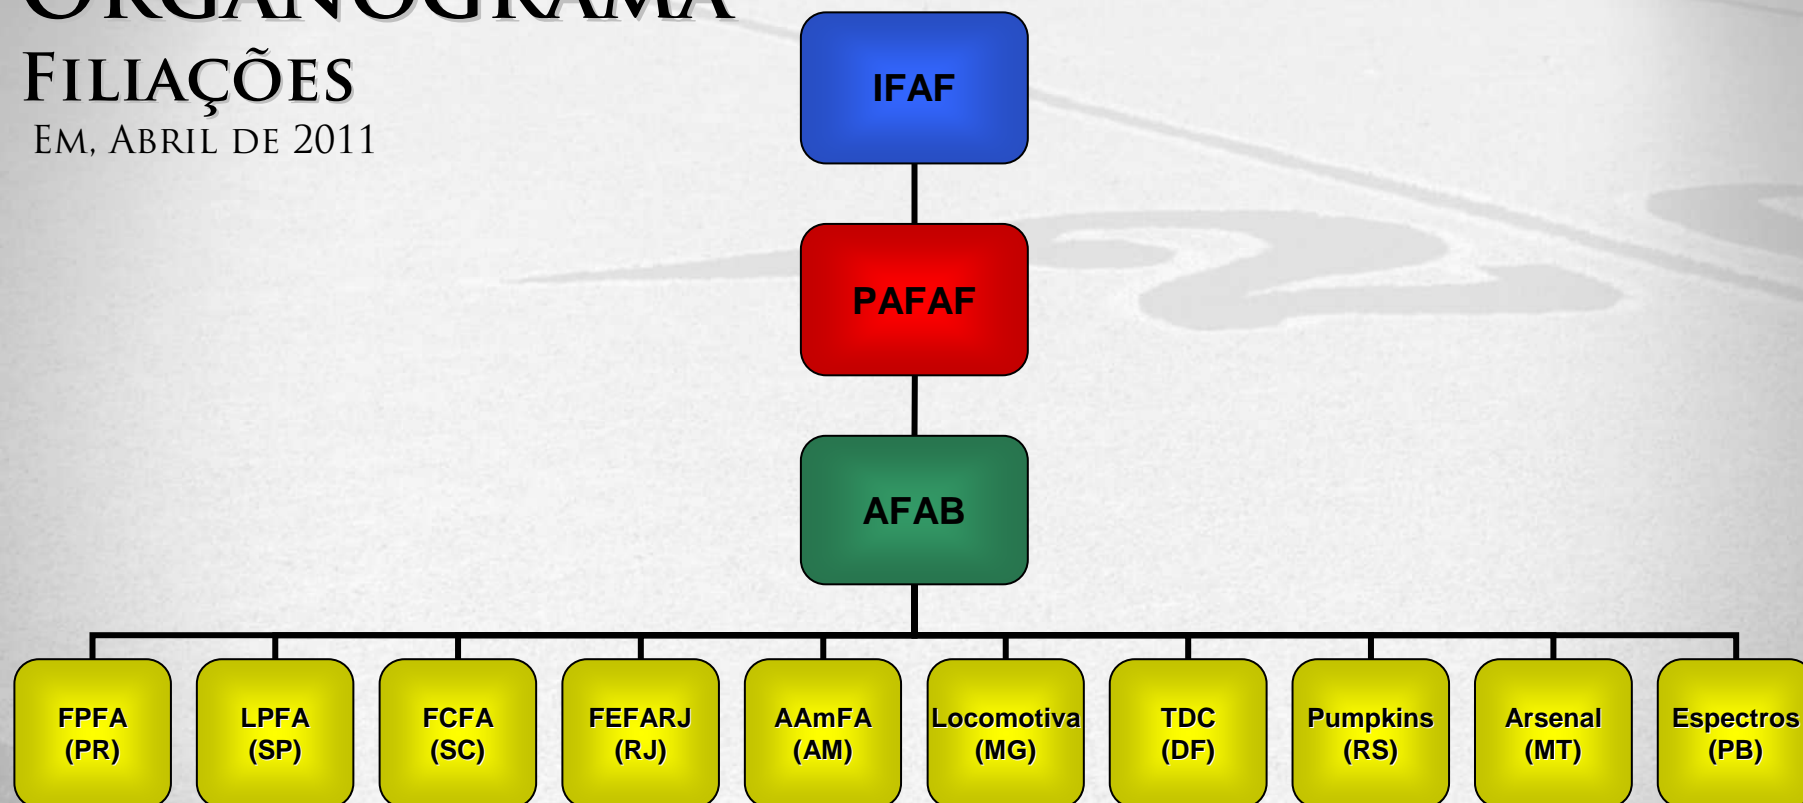 ORGANOGRAMA
FILIAÇÕES
EM, ABRIL DE 2011
IFAF
PAFAF
AFAB
FPFA
(PR)
LPFA
(SP)
FCFA
(SC)
FEFARJ
(RJ)
AAmFA
(AM)
Locomotiva
(MG)
TDC
(DF)
Pumpkins
(RS)
Arsenal
(MT)
Espectros
(PB)